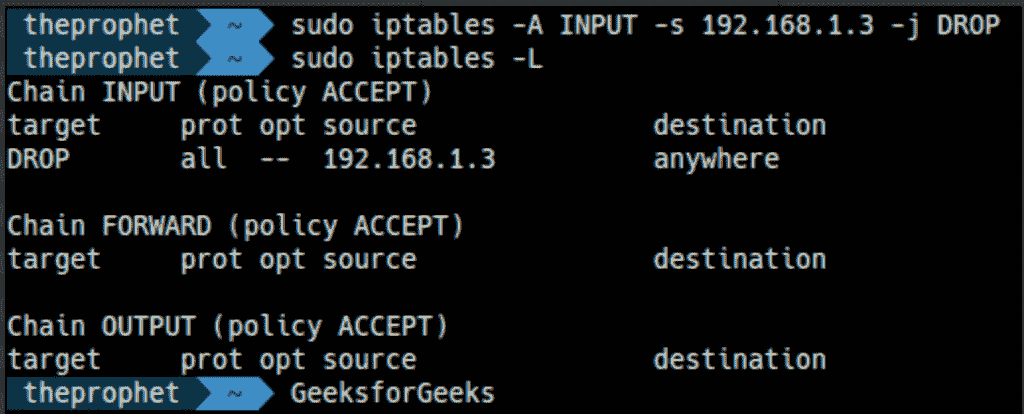 theprophet ~ sudo iptables -A INPUT -s 192.168.1.3 -j DROP
theprophet ~ sudo iptables -L
Chain INPUT (policy ACCEPT)
target     prot opt source               destination
DROP       all  --  192.168.1.3          anywhere

Chain FORWARD (policy ACCEPT)
target     prot opt source               destination

Chain OUTPUT (policy ACCEPT)
target     prot opt source               destination
theprophet ~ GeeksforGeeks